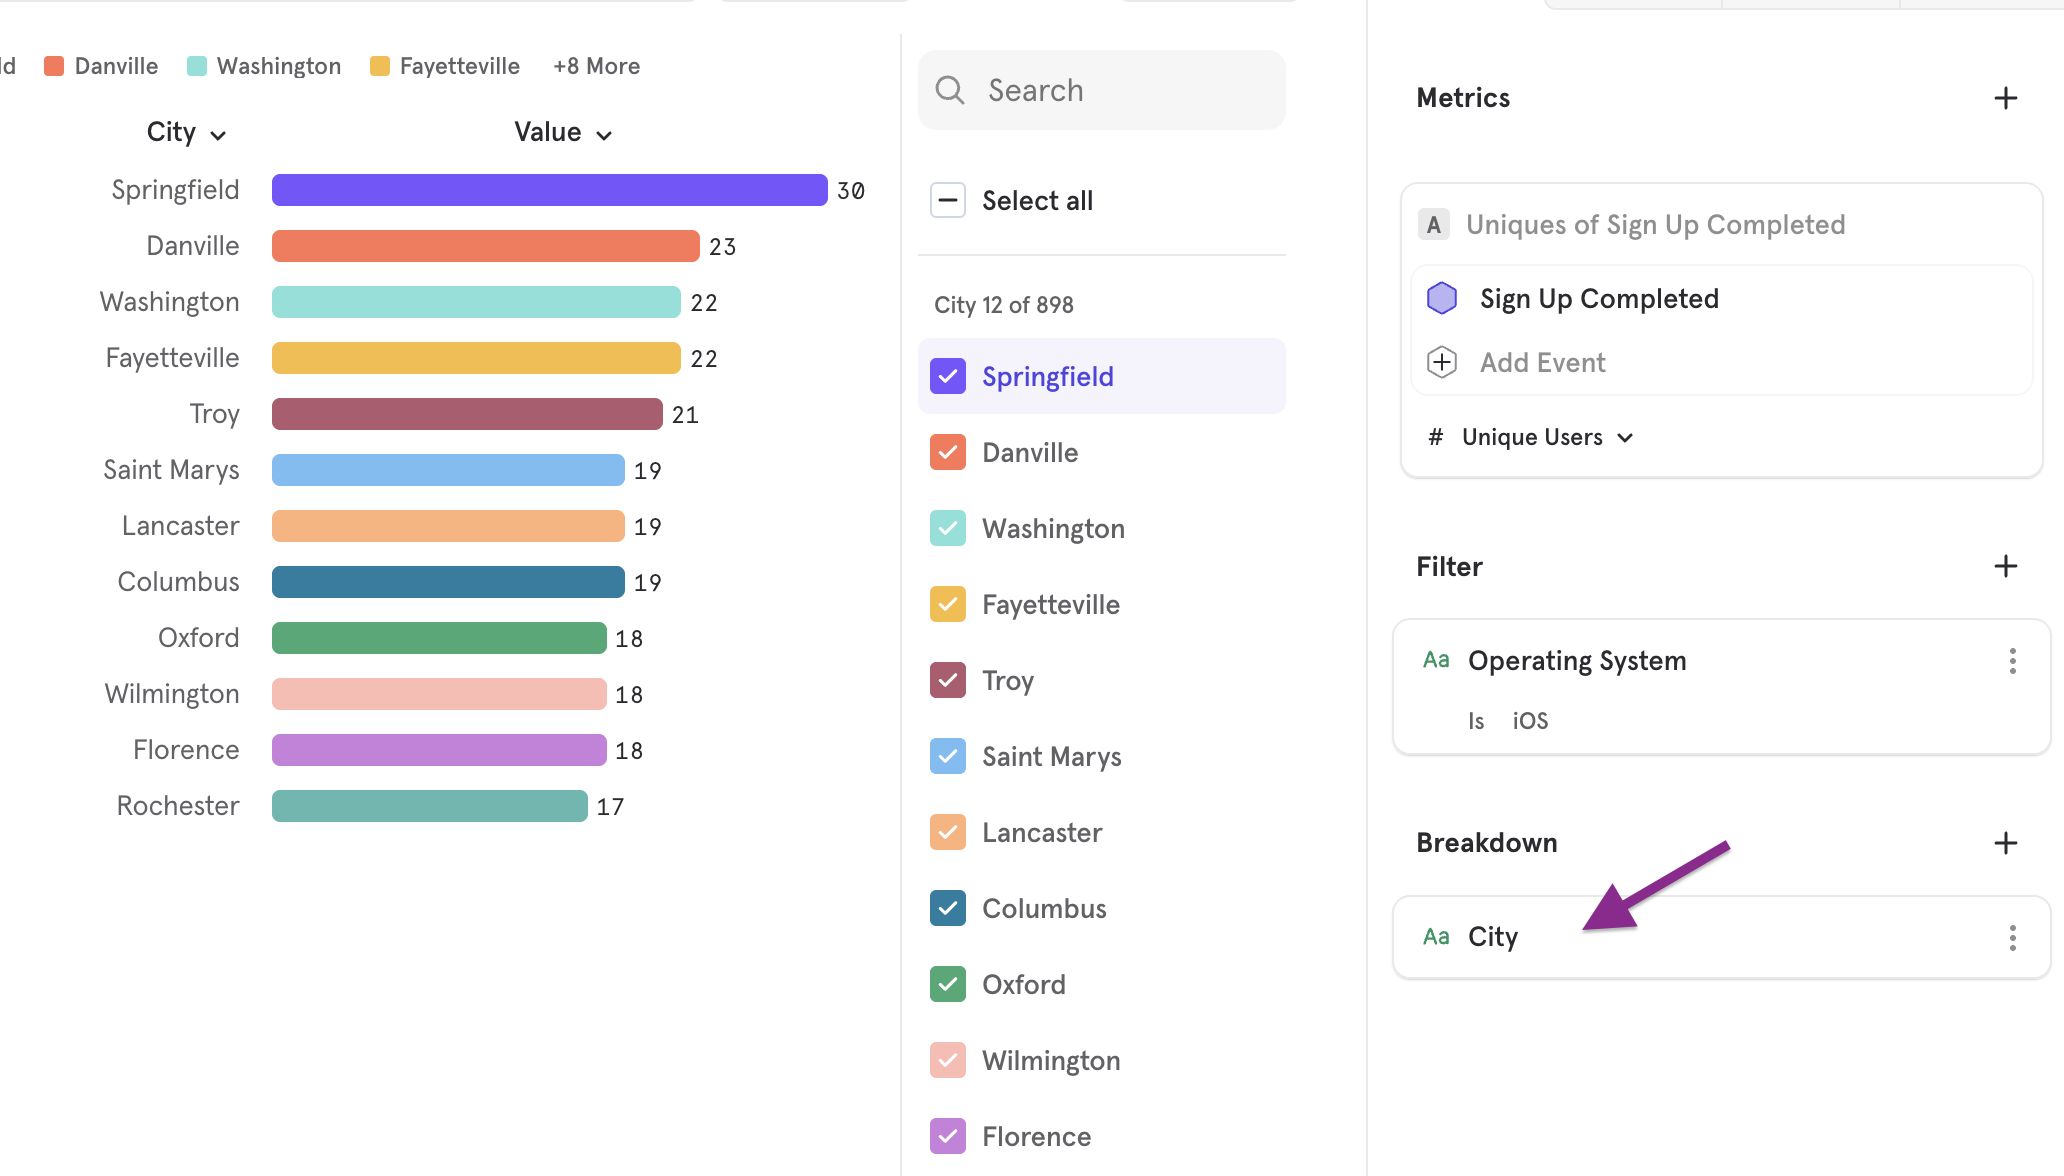 ld Danville Washington Fayetteville +8 More
City Value
Springfield 30
Danville 23
Washington 22
Fayetteville 22
Troy 21
Saint Marys 19
Lancaster 19
Columbus 19
Oxford 18
Wilmington 18
Florence 18
Rochester 17
Search
Select all
City 12 of 898
Springfield
Danville
Washington
Fayetteville
Troy
Saint Marys
Lancaster
Columbus
Oxford
Wilmington
Florence
Metrics
A Uniques of Sign Up Completed
Sign Up Completed
Add Event
# Unique Users
Filter
Aa Operating System
Is iOS
Breakdown
Aa City